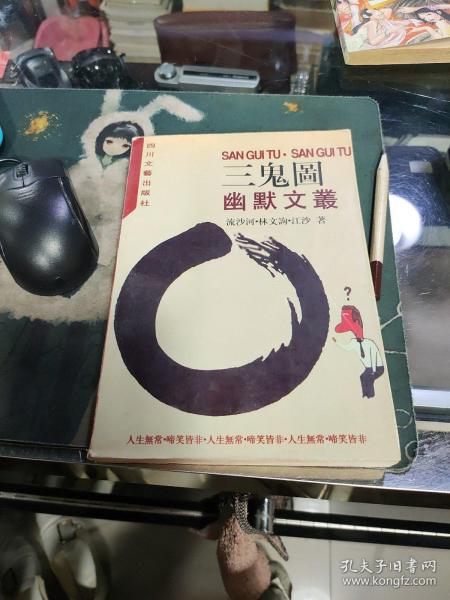 四川文藝出版社
SAN GUI TU · SAN GUI TU
三鬼圖
幽默文叢
流沙河·林文詢·江沙 著
?
人生無常·啼笑皆非·人生無常·啼笑皆非·人生無常·啼笑皆非
孔夫子旧书网
www.kongfz.com